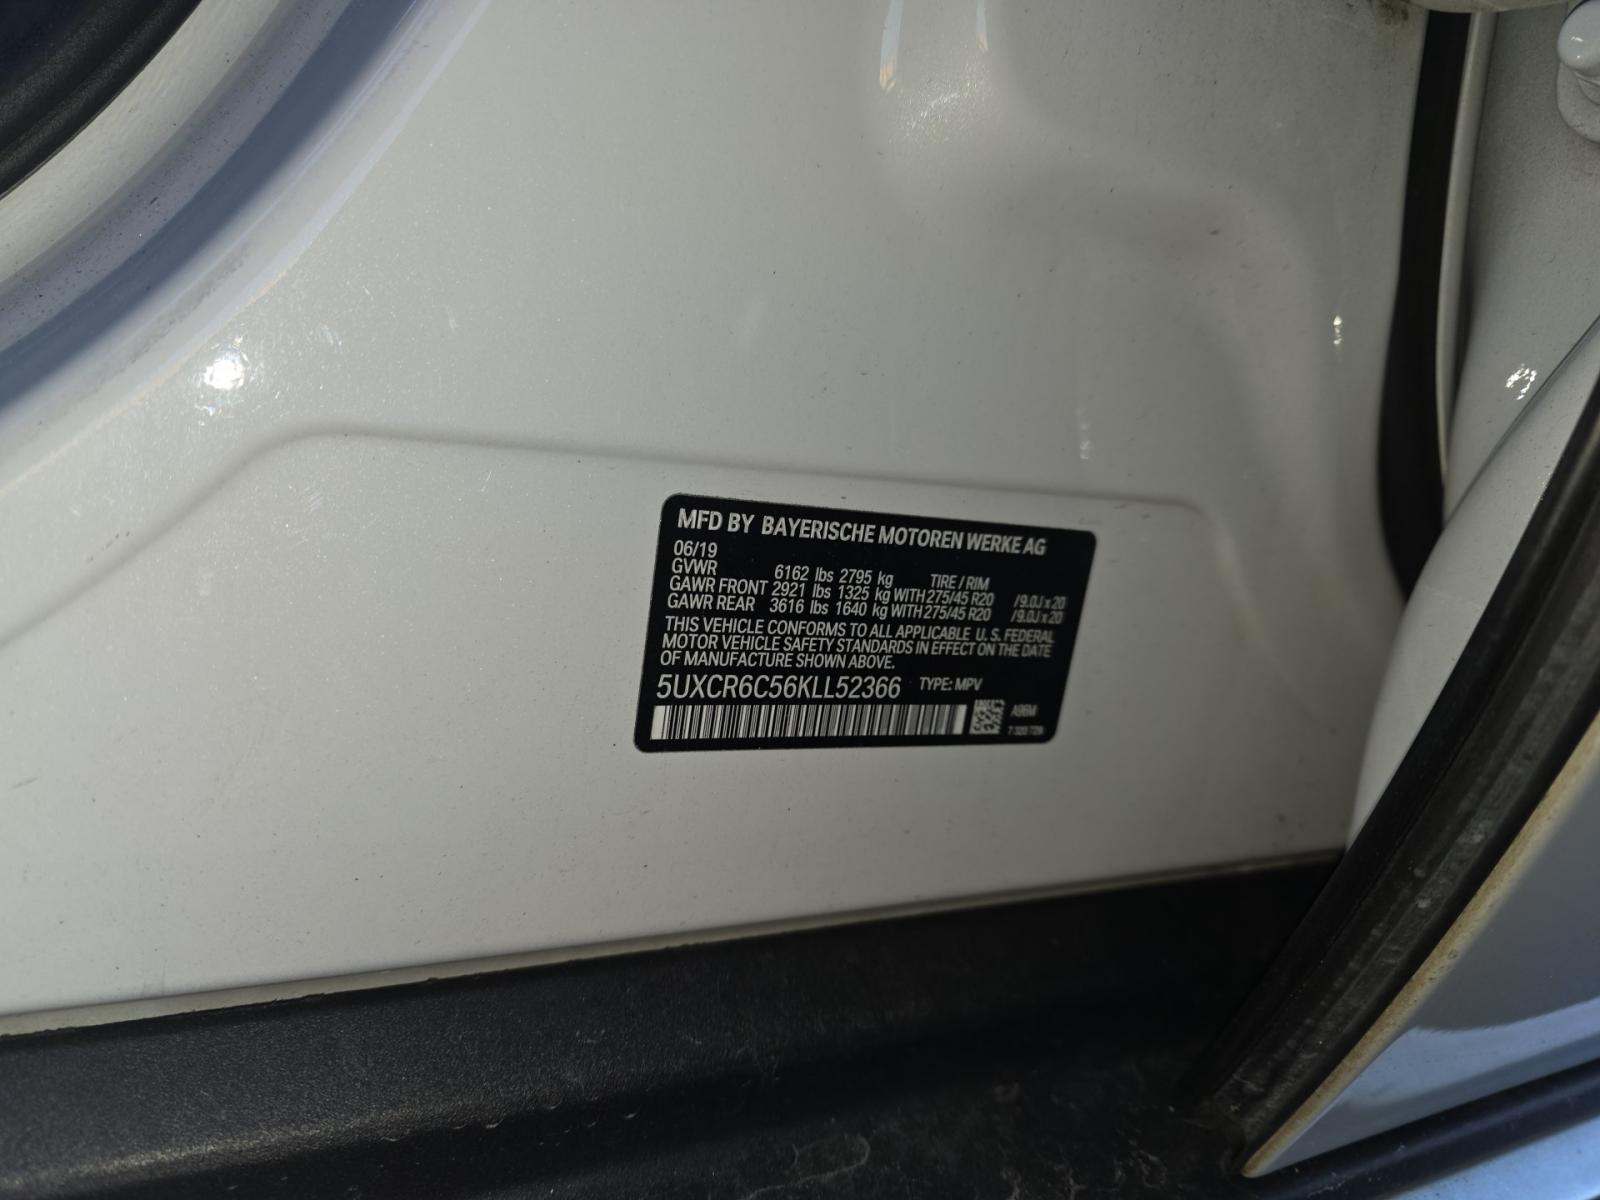 MFD BY BAYERISCHE MOTOREN WERKE AG
06/19
GVWR 6162 lbs 2795 kg TIRE / RIM
GAWR FRONT 2921 lbs 1325 kg WITH 275/45 R20 /9.0J x 20
GAWR REAR 3616 lbs 1640 kg WITH 275/45 R20 /9.0J x 20
THIS VEHICLE CONFORMS TO ALL APPLICABLE U. S. FEDERAL
MOTOR VEHICLE SAFETY STANDARDS IN EFFECT ON THE DATE
OF MANUFACTURE SHOWN ABOVE.
5UXCR6C56KLL52366 TYPE: MPV